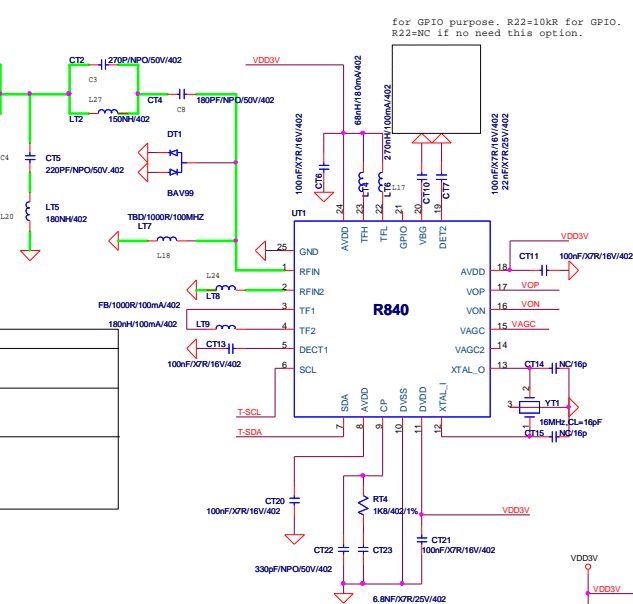 for GPIO purpose. R22=10kR for GPIO.
R22=NC if no need this option.
CT2
270P/NPO/50V/402
C3
L27
LT2
150NH/402
CT4
C8
180PF/NPO/50V/402
VDD3V
68nH/180mA/402
270nH/100mA/402
100nF/X7R/16V/402
22nF/X7R/25V/402
100nF/X7R/16V/402
CT6
LT4
LT6
L17
CT10
CT7
C4
CT5
220PF/NPO/50V.402
DT1
BAV99
L20
LT5
180NH/402
TBD/1000R/100MHZ
LT7
L18
UT1
24
23
22
21
20
19
AVDD
TFH
TFL
GPIO
VBG
DET2
25
GND
1
RFIN
L24
LT8
2
RFIN2
FB/1000R/100mA/402
3
TF1
180nH/100mA/402
LT9
4
TF2
CT13
5
DECT1
100nF/X7R/16V/402
6
SCL
R840
AVDD
18
VOP
17
VOP
VON
16
VON
VAGC
15
VAGC
VAGC2
14
XTAL_O
13
VDD3V
CT11
100nF/X7R/16V/402
CT14
NC/16p
2
3
YT1
16MHz,CL=16pF
1
CT15
NC/16p
T-SCL
T-SDA
SDA
AVDD
CP
DVSS
DVDD
XTAL_I
7
8
9
10
11
12
CT20
100nF/X7R/16V/402
RT4
1K8/402/1%
VDD3V
CT22
CT23
CT21
100nF/X7R/16V/402
330pF/NPO/50V/402
6.8NF/X7R/25V/402
VDD3V
VDD3V